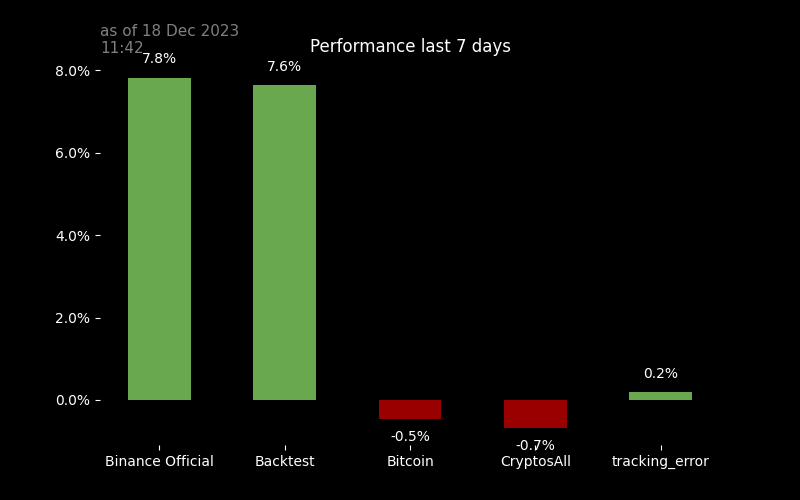 as of 18 Dec 2023
11:42
Performance last 7 days
8.0%
6.0%
4.0%
2.0%
0.0%
7.8%
7.6%
-0.5%
-0.7%
0.2%
Binance Official
Backtest
Bitcoin
CryptosAll
tracking_error